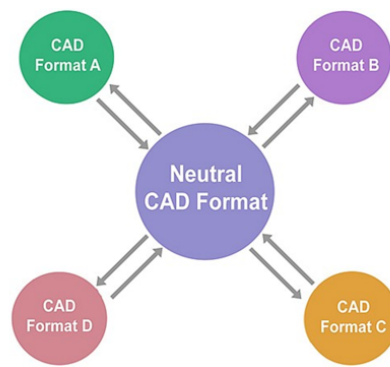 CAD
Format A
CAD
Format B
Neutral
CAD Format
CAD
Format D
CAD
Format C